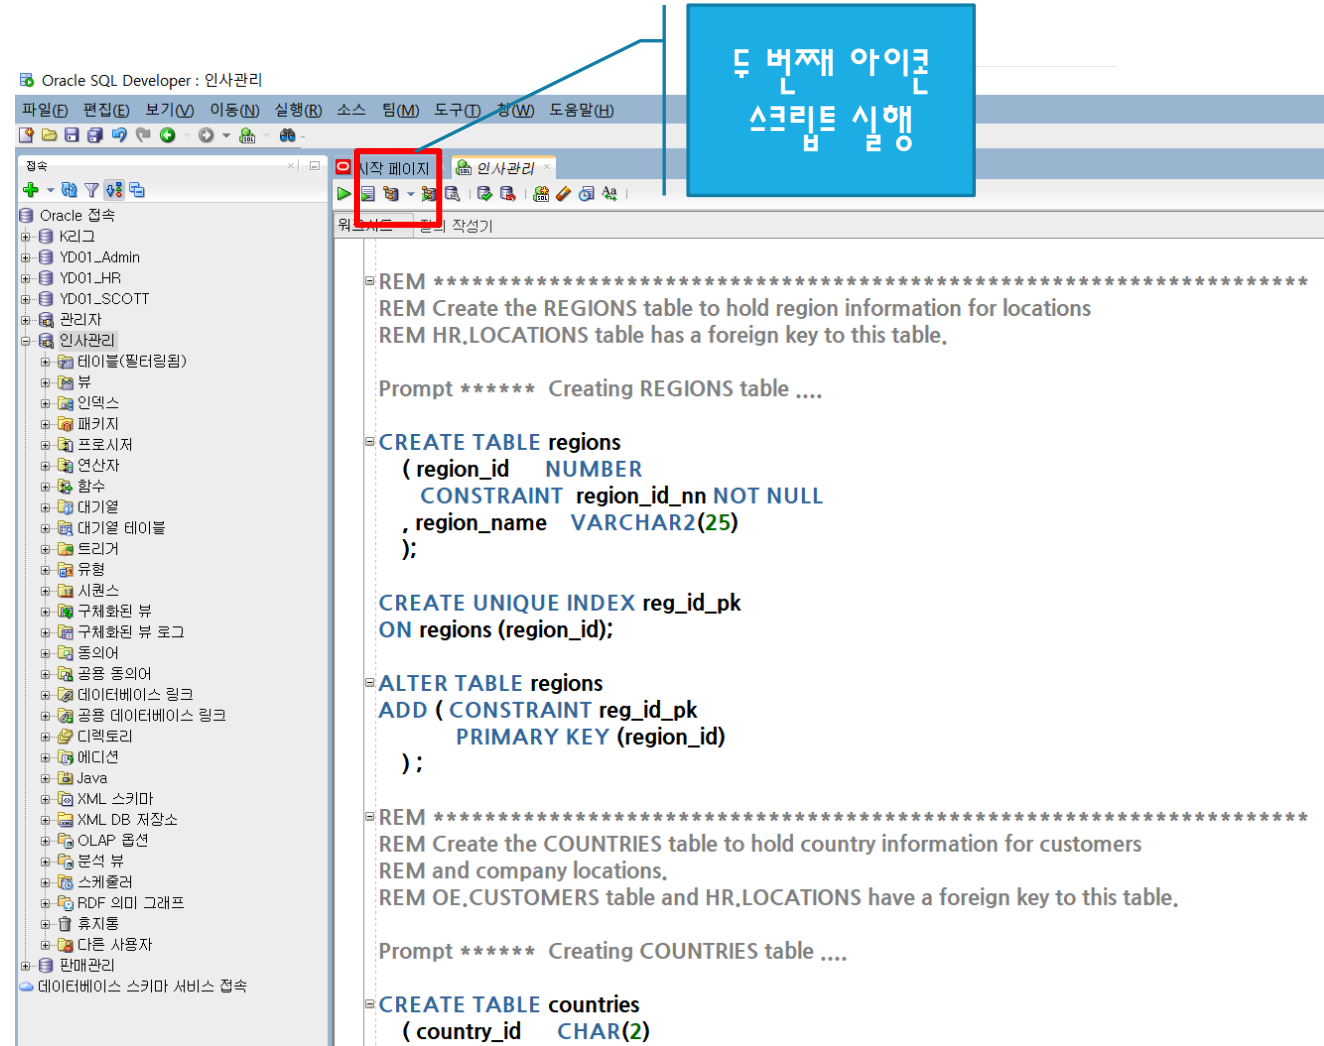 두 번째 아이콘
스크립트 실행
Oracle SQL Developer : 인사관리
파일(F) 편집(E) 보기(V) 이동(N) 실행(R) 소스 팀(M) 도구(T) 창(W) 도움말(H)
접속
시작 페이지
인사관리
Oracle 접속
K리그
YD01_Admin
YD01_HR
YD01_SCOTT
관리자
인사관리
테이블(필터링됨)
뷰
인덱스
패키지
프로시저
연산자
함수
대기열
대기열 테이블
트리거
유형
시퀀스
구체화된 뷰
구체화된 뷰 로그
동의어
공용 동의어
데이터베이스 링크
공용 데이터베이스 링크
디렉토리
에디션
Java
XML 스키마
XML DB 저장소
OLAP 옵션
분석 뷰
스케줄러
RDF 의미 그래프
휴지통
다른 사용자
판매관리
데이터베이스 스키마 서비스 접속
워크시트 질의 작성기
REM ********************************************************************
REM Create the REGIONS table to hold region information for locations
REM HR.LOCATIONS table has a foreign key to this table.
Prompt ****** Creating REGIONS table ....
CREATE TABLE regions
( region_id NUMBER
CONSTRAINT region_id_nn NOT NULL
, region_name VARCHAR2(25)
);
CREATE UNIQUE INDEX reg_id_pk
ON regions (region_id);
ALTER TABLE regions
ADD ( CONSTRAINT reg_id_pk
PRIMARY KEY (region_id)
) ;
REM ********************************************************************
REM Create the COUNTRIES table to hold country information for customers
REM and company locations.
REM OE.CUSTOMERS table and HR.LOCATIONS have a foreign key to this table.
Prompt ****** Creating COUNTRIES table ....
CREATE TABLE countries
( country_id CHAR(2)